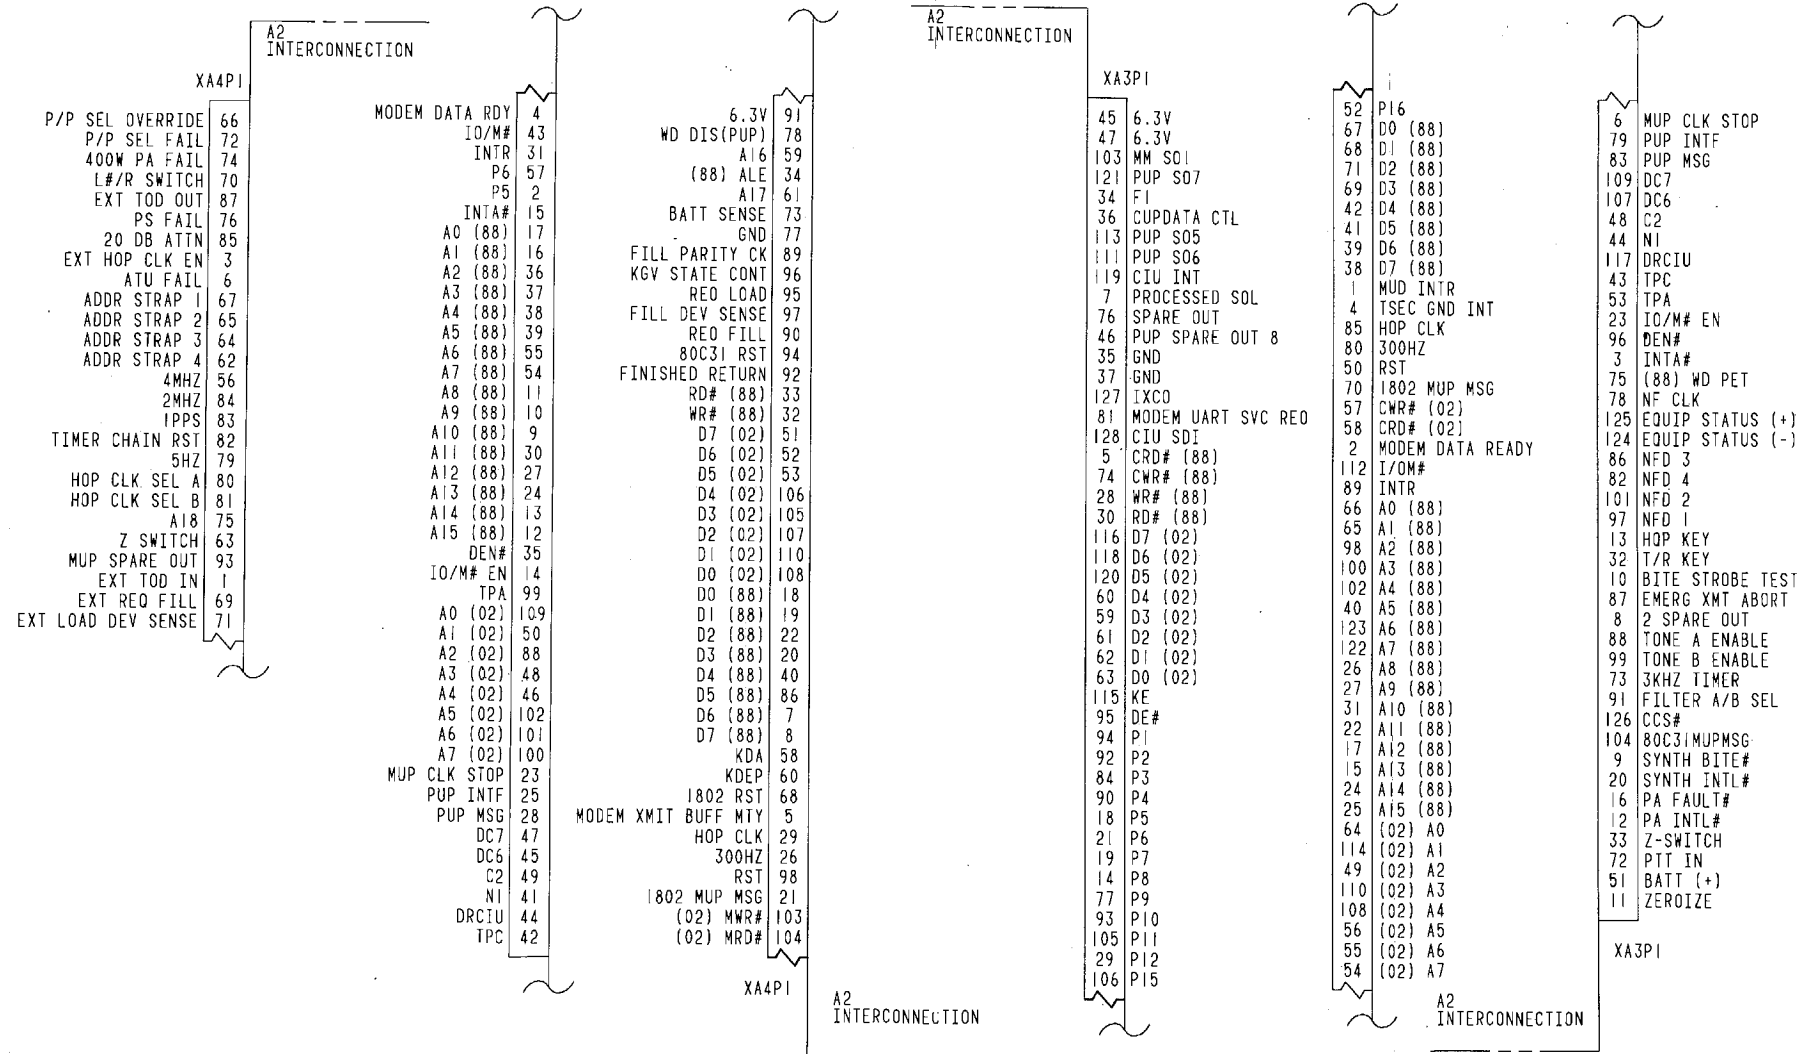 A2
INTERCONNECTION
XA4P1
P/P SEL OVERRIDE 66
P/P SEL FAIL 72
400W PA FAIL 74
L#/R SWITCH 70
EXT TOD OUT 87
PS FAIL 76
20 DB ATTN 85
EXT HOP CLK EN 3
ATU FAIL 6
ADDR STRAP 1 67
ADDR STRAP 2 65
ADDR STRAP 3 64
ADDR STRAP 4 62
4MHZ 56
2MHZ 84
1PPS 83
TIMER CHAIN RST 82
5HZ 79
HOP CLK SEL A 80
HOP CLK SEL B 81
A18 75
Z SWITCH 63
MUP SPARE OUT 93
EXT TOD IN 1
EXT REQ FILL 69
EXT LOAD DEV SENSE 71
MODEM DATA RDY 4
IO/M# 43
INTR 31
P6 57
P5 2
INTA# 15
A0 (88) 17
A1 (88) 16
A2 (88) 36
A3 (88) 37
A4 (88) 38
A5 (88) 39
A6 (88) 55
A7 (88) 54
A8 (88) 11
A9 (88) 10
A10 (88) 9
A11 (88) 30
A12 (88) 27
A13 (88) 24
A14 (88) 13
A15 (88) 12
DEN# 35
IO/M# EN 14
TPA 99
A0 (02) 109
A1 (02) 50
A2 (02) 88
A3 (02) 48
A4 (02) 46
A5 (02) 102
A6 (02) 101
A7 (02) 100
MUP CLK STOP 23
PUP INTF 25
PUP MSG 28
DC7 47
DC6 45
C2 49
N1 41
DRCIU 44
TPC 42
6.3V 91
WD DIS(PUP) 78
A16 59
(88) ALE 34
A17 61
BATT SENSE 73
GND 77
FILL PARITY CK 89
KGV STATE CONT 96
REQ LOAD 95
FILL DEV SENSE 97
REQ FILL 90
80C31 RST 94
FINISHED RETURN 92
RD# (88) 33
WR# (88) 32
D7 (02) 51
D6 (02) 52
D5 (02) 53
D4 (02) 106
D3 (02) 105
D2 (02) 107
D1 (02) 110
D0 (02) 108
D0 (88) 18
D1 (88) 19
D2 (88) 22
D3 (88) 20
D4 (88) 40
D5 (88) 86
D6 (88) 7
D7 (88) 8
KDA 58
KDEP 60
1802 RST 68
MODEM XMIT BUFF MTY 5
HOP CLK 29
300HZ 26
RST 98
1802 MUP MSG 21
(02) MWR# 103
(02) MRD# 104
XA4P1
A2
INTERCONNECTION
A2
INTERCONNECTION
XA3P1
45 6.3V
47 6.3V
103 MM SO1
121 PUP SO7
34 F1
36 CUPDATA CTL
113 PUP SO5
111 PUP SO6
119 CIU INT
7 PROCESSED SOL
76 SPARE OUT
46 PUP SPARE OUT 8
35 GND
37 GND
127 IXCO
81 MODEM UART SVC REQ
128 CIU SDI
5 CRD# (88)
74 CWR# (88)
28 WR# (88)
30 RD# (88)
116 D7 (02)
118 D6 (02)
120 D5 (02)
60 D4 (02)
59 D3 (02)
61 D2 (02)
62 D1 (02)
63 D0 (02)
115 KE
95 DE#
94 P1
92 P2
84 P3
90 P4
18 P5
21 P6
19 P7
14 P8
77 P9
93 P10
105 P11
29 P12
106 P15
52 P16
67 D0 (88)
68 D1 (88)
71 D2 (88)
69 D3 (88)
42 D4 (88)
41 D5 (88)
39 D6 (88)
38 D7 (88)
1 MUD INTR
4 TSEC GND INT
85 HOP CLK
80 300HZ
50 RST
70 1802 MUP MSG
57 CWR# (02)
58 CRD# (02)
2 MODEM DATA READY
112 I/OM#
89 INTR
66 A0 (88)
65 A1 (88)
98 A2 (88)
100 A3 (88)
102 A4 (88)
40 A5 (88)
123 A6 (88)
122 A7 (88)
26 A8 (88)
27 A9 (88)
31 A10 (88)
22 A11 (88)
17 A12 (88)
15 A13 (88)
24 A14 (88)
25 A15 (88)
64 (02) A0
114 (02) A1
49 (02) A2
110 (02) A3
108 (02) A4
56 (02) A5
55 (02) A6
54 (02) A7
6 MUP CLK STOP
79 PUP INTF
83 PUP MSG
109 DC7
107 DC6
48 C2
44 N1
117 DRCIU
43 TPC
53 TPA
23 IO/M# EN
96 DEN#
3 INTA#
75 (88) WD PET
78 NF CLK
125 EQUIP STATUS (+)
124 EQUIP STATUS (-)
86 NFD 3
82 NFD 4
101 NFD 2
97 NFD 1
13 HOP KEY
32 T/R KEY
10 BITE STROBE TEST
87 EMERG XMT ABORT
8 2 SPARE OUT
88 TONE A ENABLE
99 TONE B ENABLE
73 3KHZ TIMER
91 FILTER A/B SEL
126 CCS#
104 80C31MUPMSG
9 SYNTH BITE#
20 SYNTH INTL#
16 PA FAULT#
12 PA INTL#
33 Z-SWITCH
72 PTT IN
51 BATT (+)
11 ZEROIZE
XA3P1
A2
INTERCONNECTION